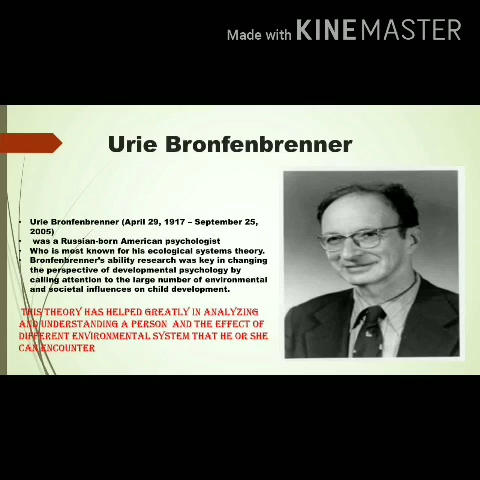 Made with KINEMASTER
Urie Bronfenbrenner
• Urie Bronfenbrenner (April 29, 1917 – September 25,
2005)
• was a Russian-born American psychologist
• Who is most known for his ecological systems theory.
• Bronfenbrenner's ability research was key in changing
the perspective of developmental psychology by
calling attention to the large number of environmental
and societal influences on child development.
THIS THEORY HAS HELPED GREATLY IN ANALYZING
AND UNDERSTANDING A PERSON AND THE EFFECT OF
DIFFERENT ENVIRONMENTAL SYSTEM THAT HE OR SHE
CAN ENCOUNTER